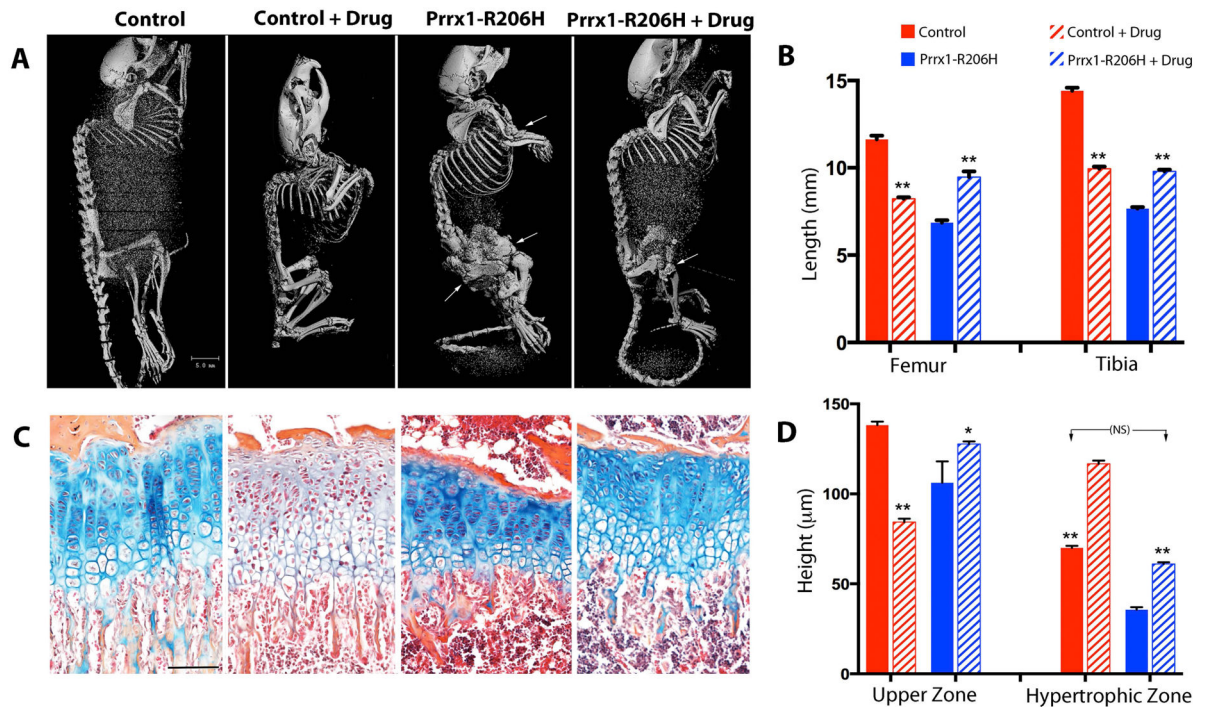 Control
Control + Drug
Prrx1-R206H
Prrx1-R206H + Drug
A
5.0 mm
B
Control
Control + Drug
Prrx1-R206H
Prrx1-R206H + Drug
Length (mm)
15
10
5
0
**
**
**
**
Femur
Tibia
C
D
Height (μm)
150
100
50
0
**
*
**
(NS)
**
Upper Zone
Hypertrophic Zone